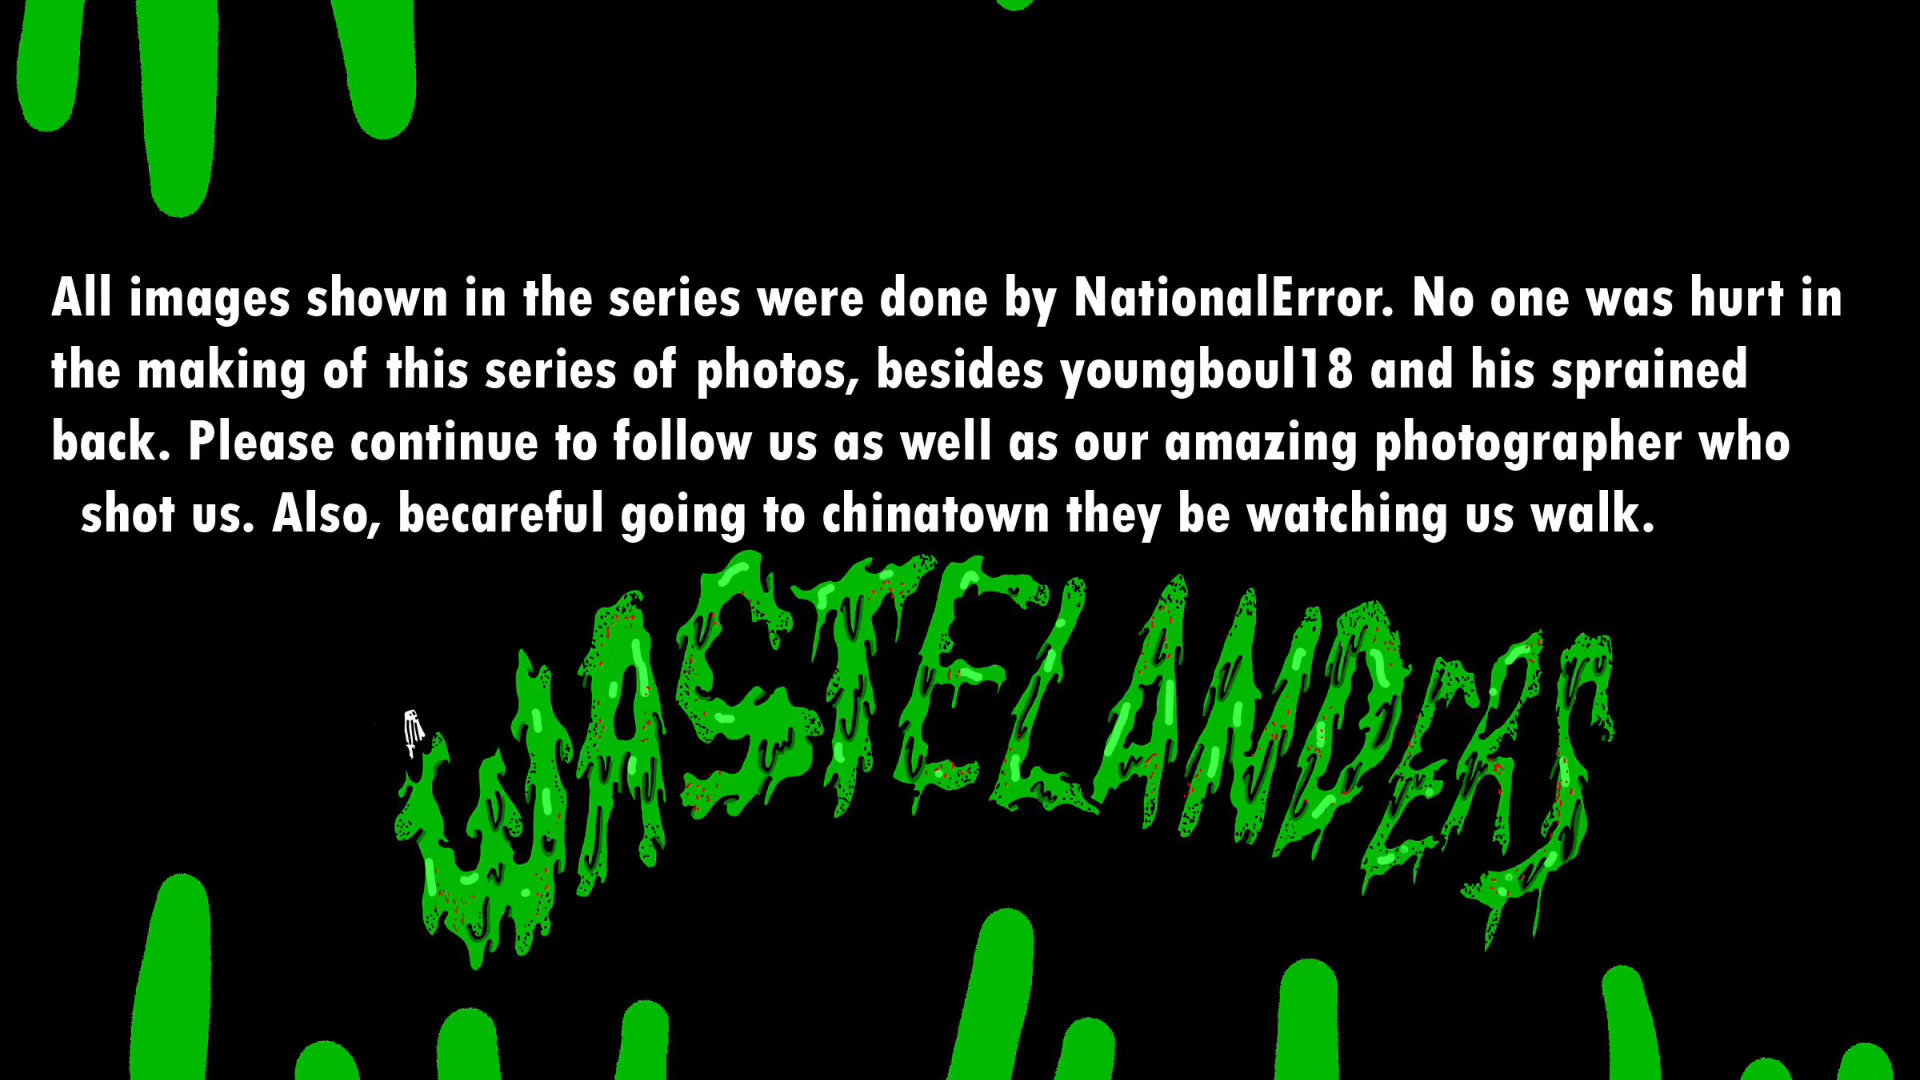 All images shown in the series were done by NationalError. No one was hurt in
the making of this series of photos, besides youngboul18 and his sprained
back. Please continue to follow us as well as our amazing photographer who
shot us. Also, becareful going to chinatown they be watching us walk.
WASTELANDERS